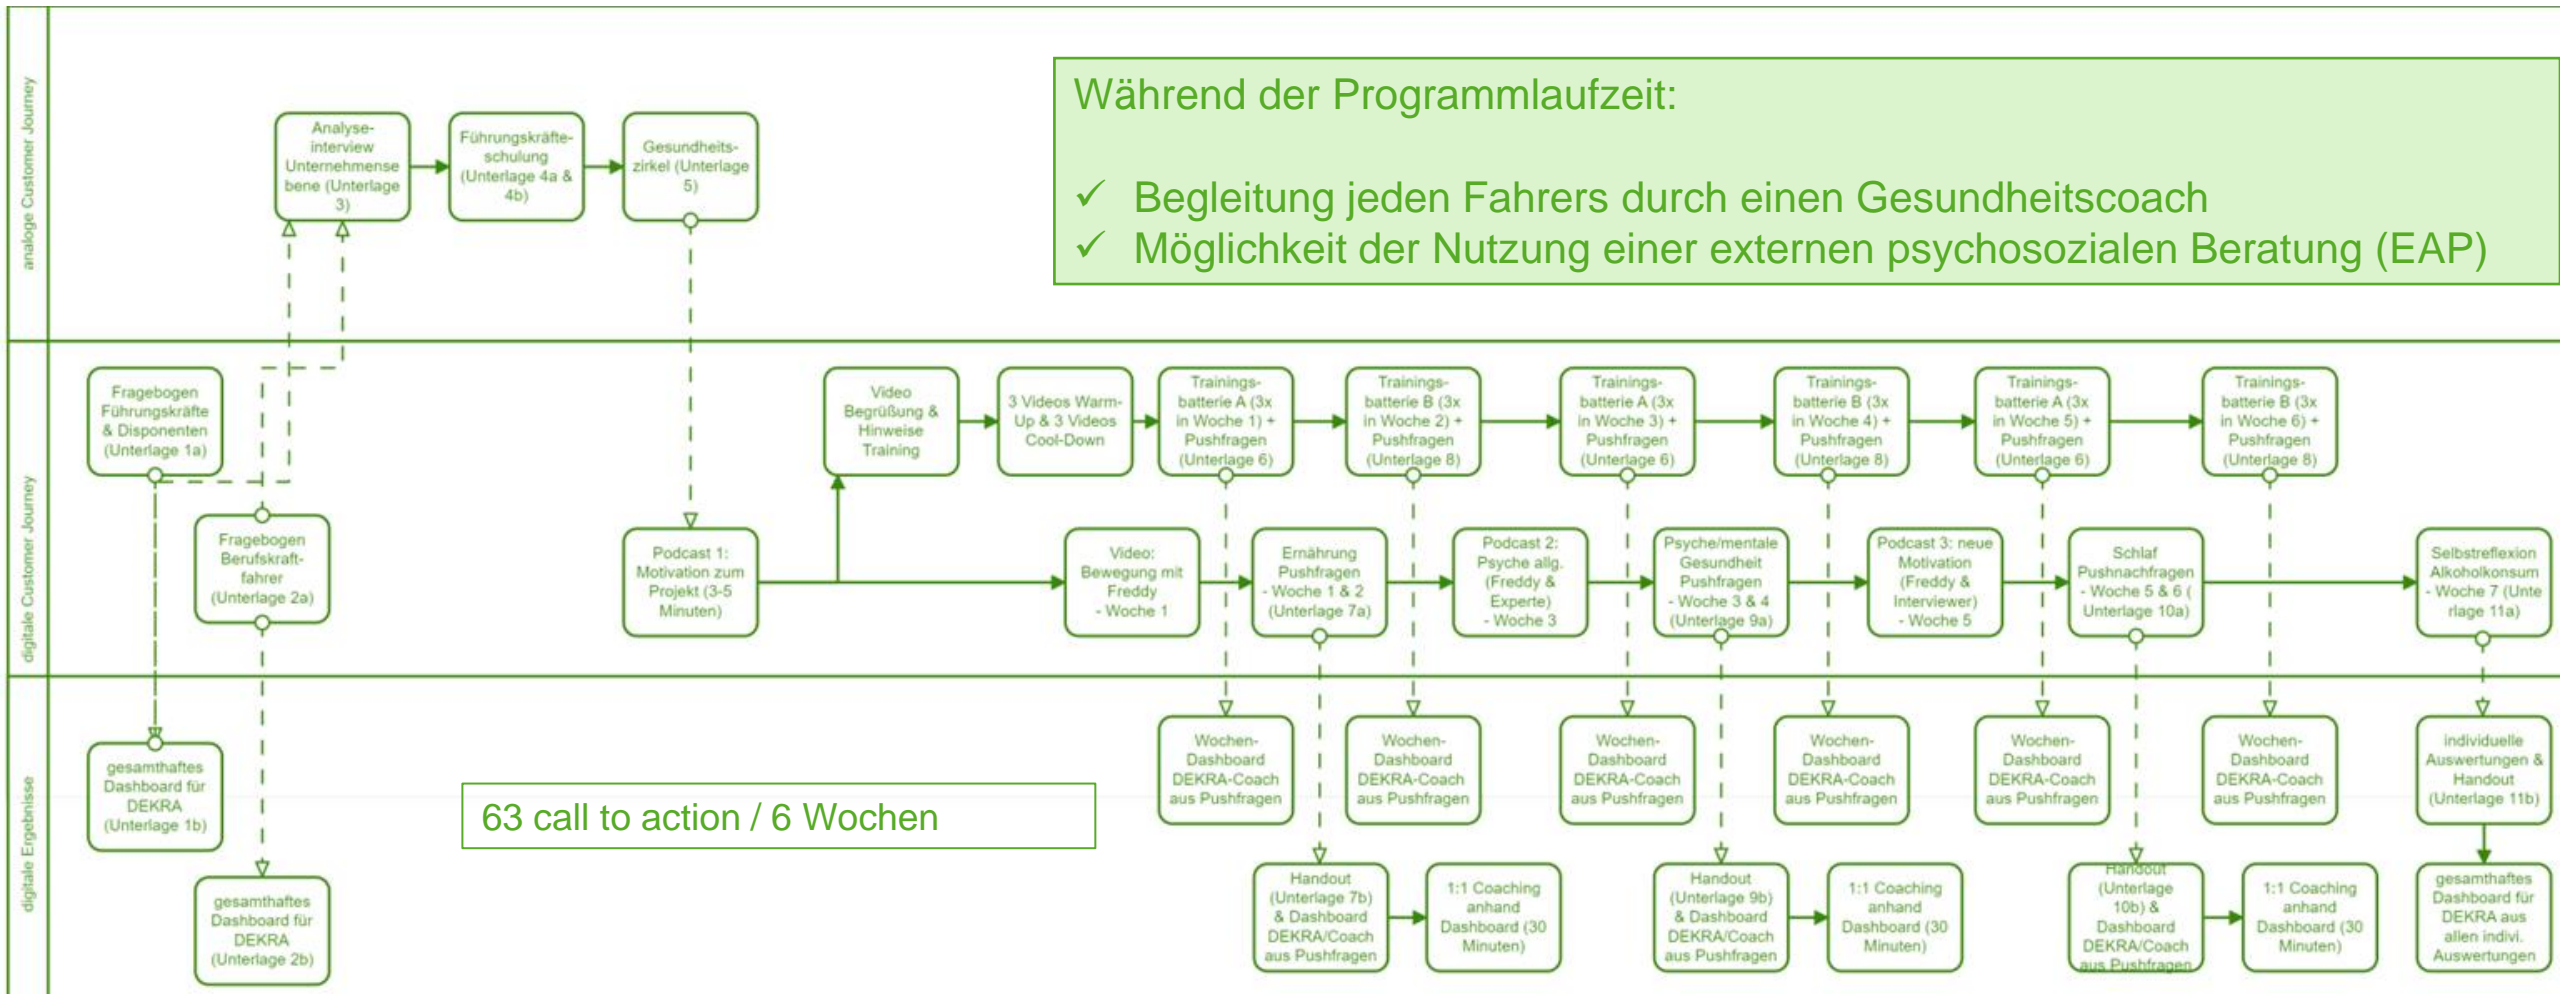 analoge Customer Journey
Analyse-
interview
Unternehmense
bene (Unterlage
3)
Führungskräfte-
schulung
(Unterlage 4a &
4b)
Gesundheits-
zirkel (Unterlage
5)
Während der Programmlaufzeit:
✓ Begleitung jeden Fahrers durch einen Gesundheitscoach
✓ Möglichkeit der Nutzung einer externen psychosozialen Beratung (EAP)
digitale Customer Journey
Fragebogen
Führungskräfte
& Disponenten
(Unterlage 1a)
Fragebogen
Berufskraft-
fahrer
(Unterlage 2a)
Podcast 1:
Motivation zum
Projekt (3-5
Minuten)
Video
Begrüßung &
Hinweise
Training
3 Videos Warm-
Up & 3 Videos
Cool-Down
Trainings-
batterie A (3x
in Woche 1) +
Pushfragen
(Unterlage 6)
Trainings-
batterie B (3x
in Woche 2) +
Pushfragen
(Unterlage 8)
Trainings-
batterie A (3x
in Woche 3) +
Pushfragen
(Unterlage 6)
Trainings-
batterie B (3x
in Woche 4) +
Pushfragen
(Unterlage 8)
Trainings-
batterie A (3x
in Woche 5) +
Pushfragen
(Unterlage 6)
Trainings-
batterie B (3x
in Woche 6) +
Pushfragen
(Unterlage 8)
Video:
Bewegung mit
Freddy
- Woche 1
Ernährung
Pushfragen
- Woche 1 & 2
(Unterlage 7a)
Podcast 2:
Psyche allg.
(Freddy &
Experte)
- Woche 3
Psyche/mentale
Gesundheit
Pushfragen
- Woche 3 & 4
(Unterlage 9a)
Podcast 3: neue
Motivation
(Freddy &
Interviewer)
- Woche 5
Schlaf
Pushnachfragen
- Woche 5 & 6 (
Unterlage 10a)
Selbstreflexion
Alkoholkonsum
- Woche 7 (Unte
rlage 11a)
digitale Ergebnisse
gesamthaftes
Dashboard für
DEKRA
(Unterlage 1b)
gesamthaftes
Dashboard für
DEKRA
(Unterlage 2b)
63 call to action / 6 Wochen
Wochen-
Dashboard
DEKRA-Coach
aus Pushfragen
Wochen-
Dashboard
DEKRA-Coach
aus Pushfragen
Wochen-
Dashboard
DEKRA-Coach
aus Pushfragen
Wochen-
Dashboard
DEKRA-Coach
aus Pushfragen
Wochen-
Dashboard
DEKRA-Coach
aus Pushfragen
Wochen-
Dashboard
DEKRA-Coach
aus Pushfragen
individuelle
Auswertungen &
Handout
(Unterlage 11b)
Handout
(Unterlage 7b)
& Dashboard
DEKRA/Coach
aus Pushfragen
1:1 Coaching
anhand
Dashboard (30
Minuten)
Handout
(Unterlage 9b)
& Dashboard
DEKRA/Coach
aus Pushfragen
1:1 Coaching
anhand
Dashboard (30
Minuten)
Handout
(Unterlage
10b) &
Dashboard
DEKRA/Coach
aus Pushfragen
1:1 Coaching
anhand
Dashboard (30
Minuten)
gesamthaftes
Dashboard für
DEKRA aus
allen indivi.
Auswertungen